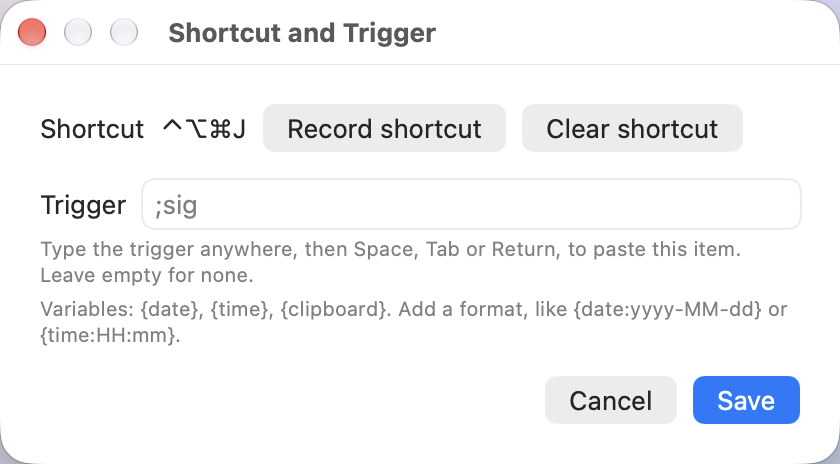 Shortcut and Trigger
Shortcut ⌃⌥⌘J Record shortcut Clear shortcut
Trigger ;sig
Type the trigger anywhere, then Space, Tab or Return, to paste this item.
Leave empty for none.
Variables: {date}, {time}, {clipboard}. Add a format, like {date:yyyy-MM-dd} or
{time:HH:mm}.
Cancel Save